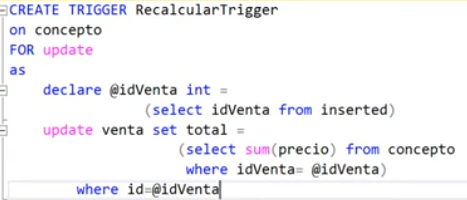 CREATE TRIGGER RecalcularTrigger
on concepto
FOR update
as
declare @idVenta int =
(select idVenta from inserted)
update venta set total =
(select sum(precio) from concepto
where idVenta= @idVenta)
where id=@idVenta